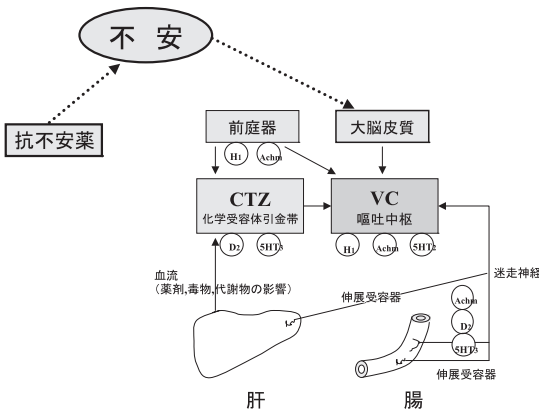 不 安
抗不安薬
前庭器
大脳皮質
H1
Achm
CTZ
化学受容体引金帯
VC
嘔吐中枢
D2
5HT3
H1
Achm
5HT2
血流
(薬剤,毒物,代謝物の影響)
伸展受容器
迷走神経
Achm
D2
5HT3
伸展受容器
肝
腸